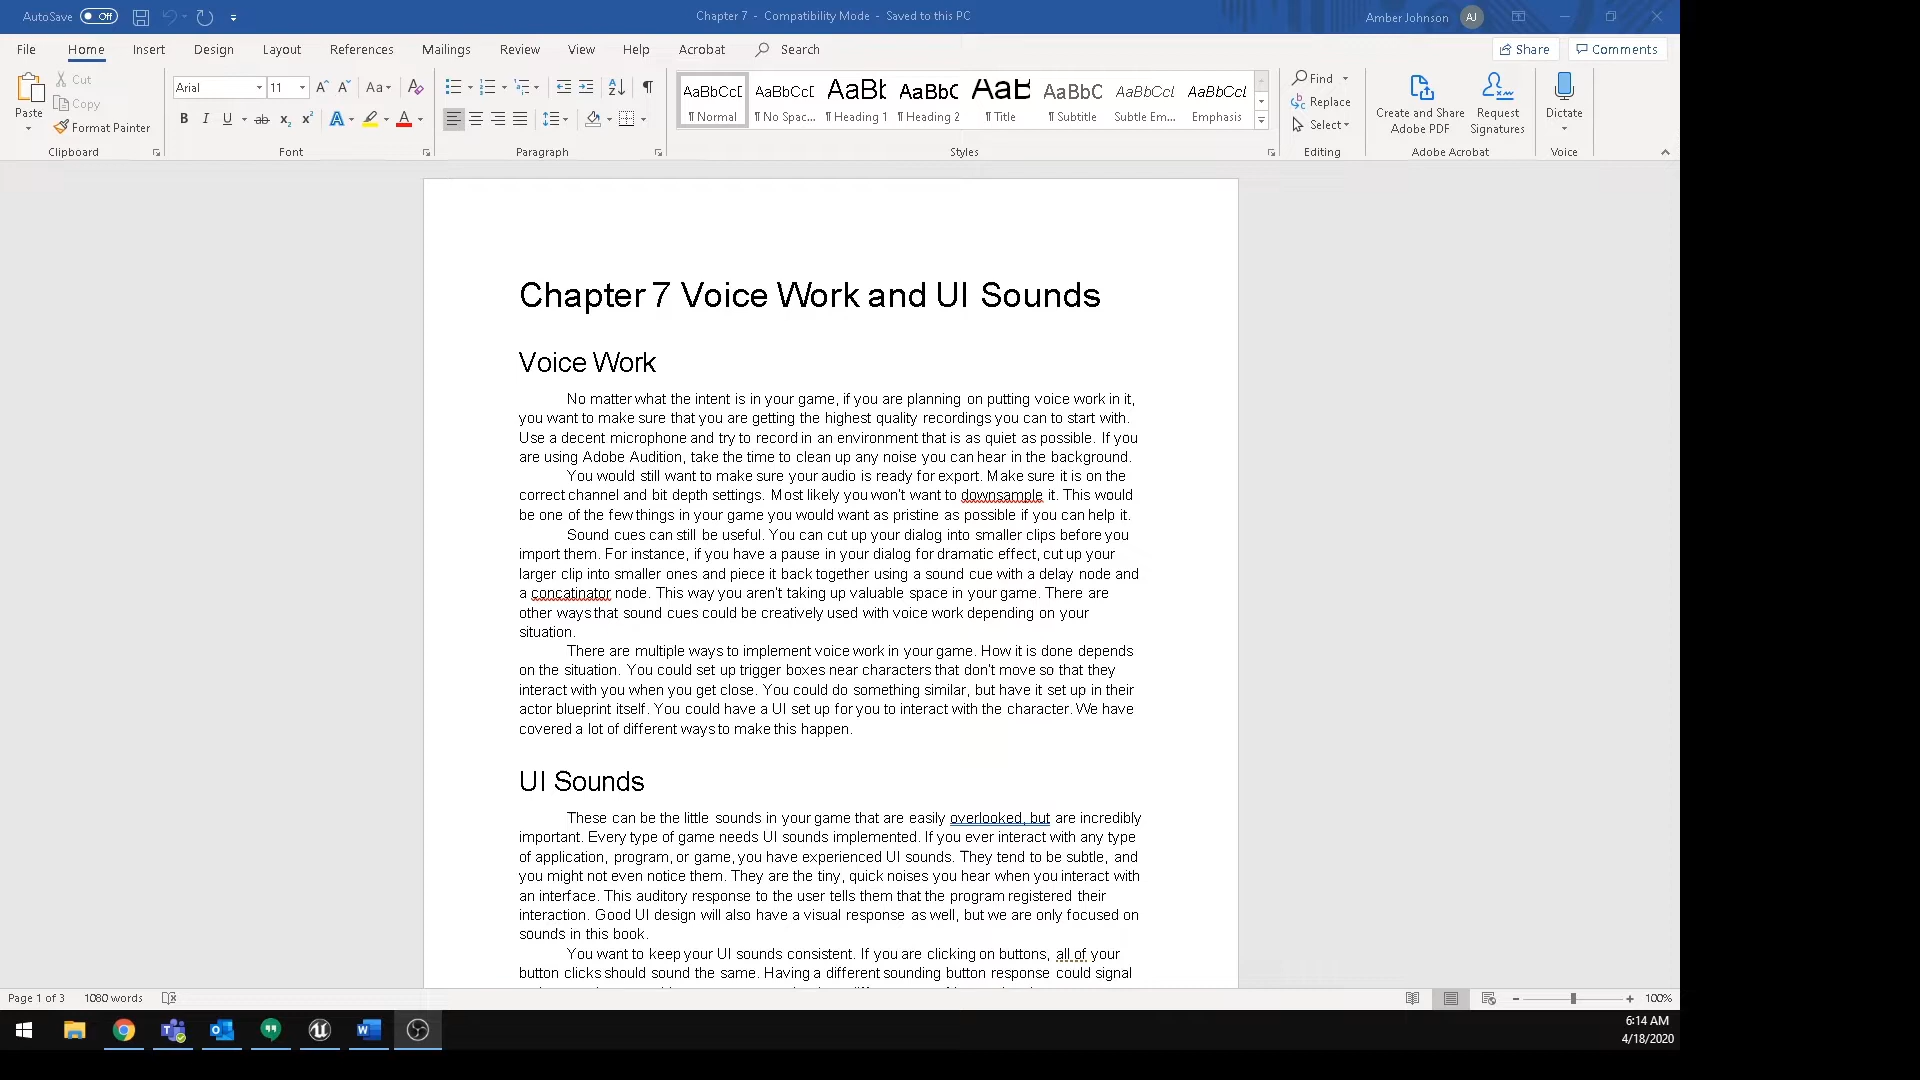 AutoSave Off
Chapter 7 - Compatibility Mode - Saved to this PC
Amber Johnson AJ
File Home Insert Design Layout References Mailings Review View Help Acrobat Search
Share Comments
Paste
Cut
Copy
Format Painter
Clipboard
Arial 11
Font
Paragraph
AaBbCcD ¶ Normal
AaBbCcD ¶ No Spac...
AaBb ¶ Heading 1
AaBbC ¶ Heading 2
AaB ¶ Title
AaBbC ¶ Subtitle
AaBbCcL Subtle Em...
AaBbCcL Emphasis
Styles
Find
Replace
Select
Editing
Create and Share
Adobe PDF
Request
Signatures
Adobe Acrobat
Dictate
Voice
Chapter 7 Voice Work and UI Sounds
Voice Work
No matter what the intent is in your game, if you are planning on putting voice work in it,
you want to make sure that you are getting the highest quality recordings you can to start with.
Use a decent microphone and try to record in an environment that is as quiet as possible. If you
are using Adobe Audition, take the time to clean up any noise you can hear in the background.
You would still want to make sure your audio is ready for export. Make sure it is on the
correct channel and bit depth settings. Most likely you won't want to downsample it. This would
be one of the few things in your game you would want as pristine as possible if you can help it.
Sound cues can still be useful. You can cut up your dialog into smaller clips before you
import them. For instance, if you have a pause in your dialog for dramatic effect, cut up your
larger clip into smaller ones and piece it back together using a sound cue with a delay node and
a concatinator node. This way you aren't taking up valuable space in your game. There are
other ways that sound cues could be creatively used with voice work depending on your
situation.
There are multiple ways to implement voice work in your game. How it is done depends
on the situation. You could set up trigger boxes near characters that don't move so that they
interact with you when you get close. You could do something similar, but have it set up in their
actor blueprint itself. You could have a UI set up for you to interact with the character. We have
covered a lot of different ways to make this happen.
UI Sounds
These can be the little sounds in your game that are easily overlooked, but are incredibly
important. Every type of game needs UI sounds implemented. If you ever interact with any type
of application, program, or game, you have experienced UI sounds. They tend to be subtle, and
you might not even notice them. They are the tiny, quick noises you hear when you interact with
an interface. This auditory response to the user tells them that the program registered their
interaction. Good UI design will also have a visual response as well, but we are only focused on
sounds in this book.
You want to keep your UI sounds consistent. If you are clicking on buttons, all of your
button clicks should sound the same. Having a different sounding button response could signal
Page 1 of 3 1080 words 100%
6:14 AM
4/18/2020